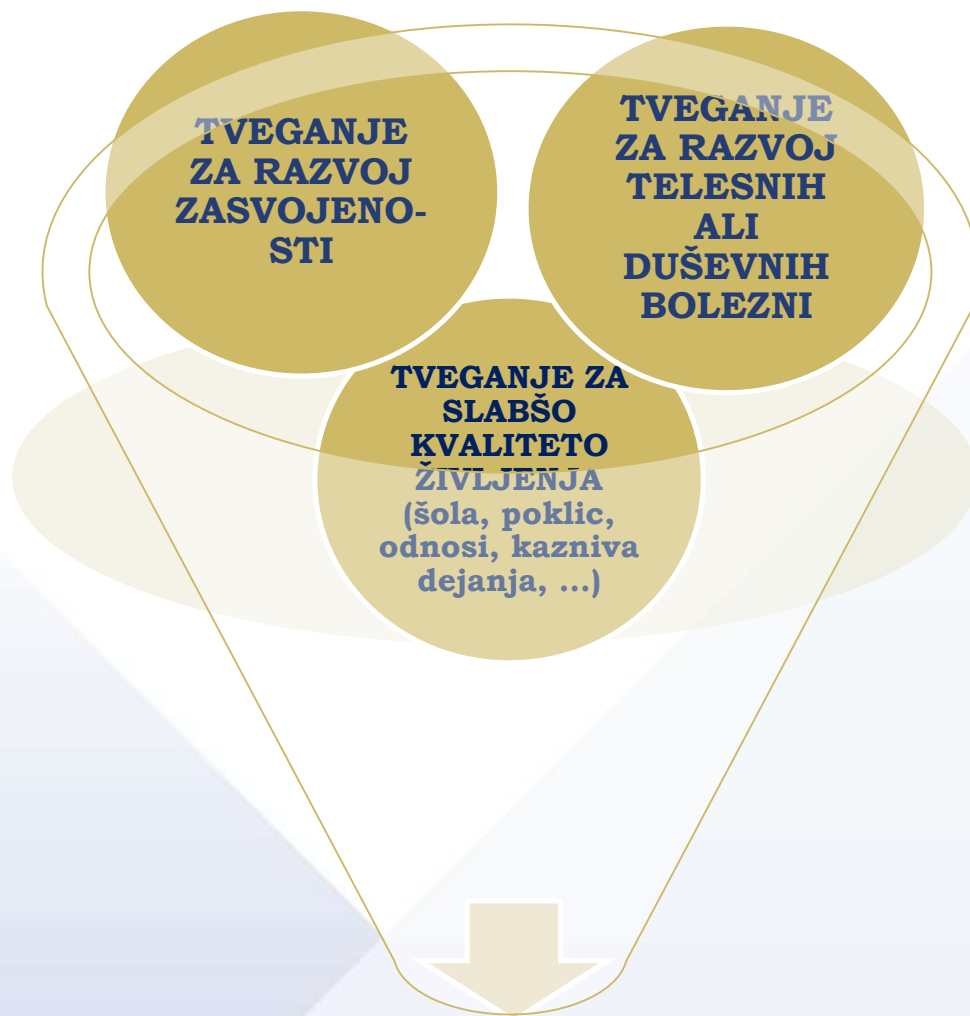 TVEGANJE
ZA RAZVOJ
ZASVOJENO-
STI
TVEGANJE
ZA RAZVOJ
TELESNIH
ALI
DUŠEVNIH
BOLEZNI
TVEGANJE ZA
SLABŠO
KVALITETO
ŽIVLJENJA
(šola, poklic,
odnosi, kazniva
dejanja, ...)